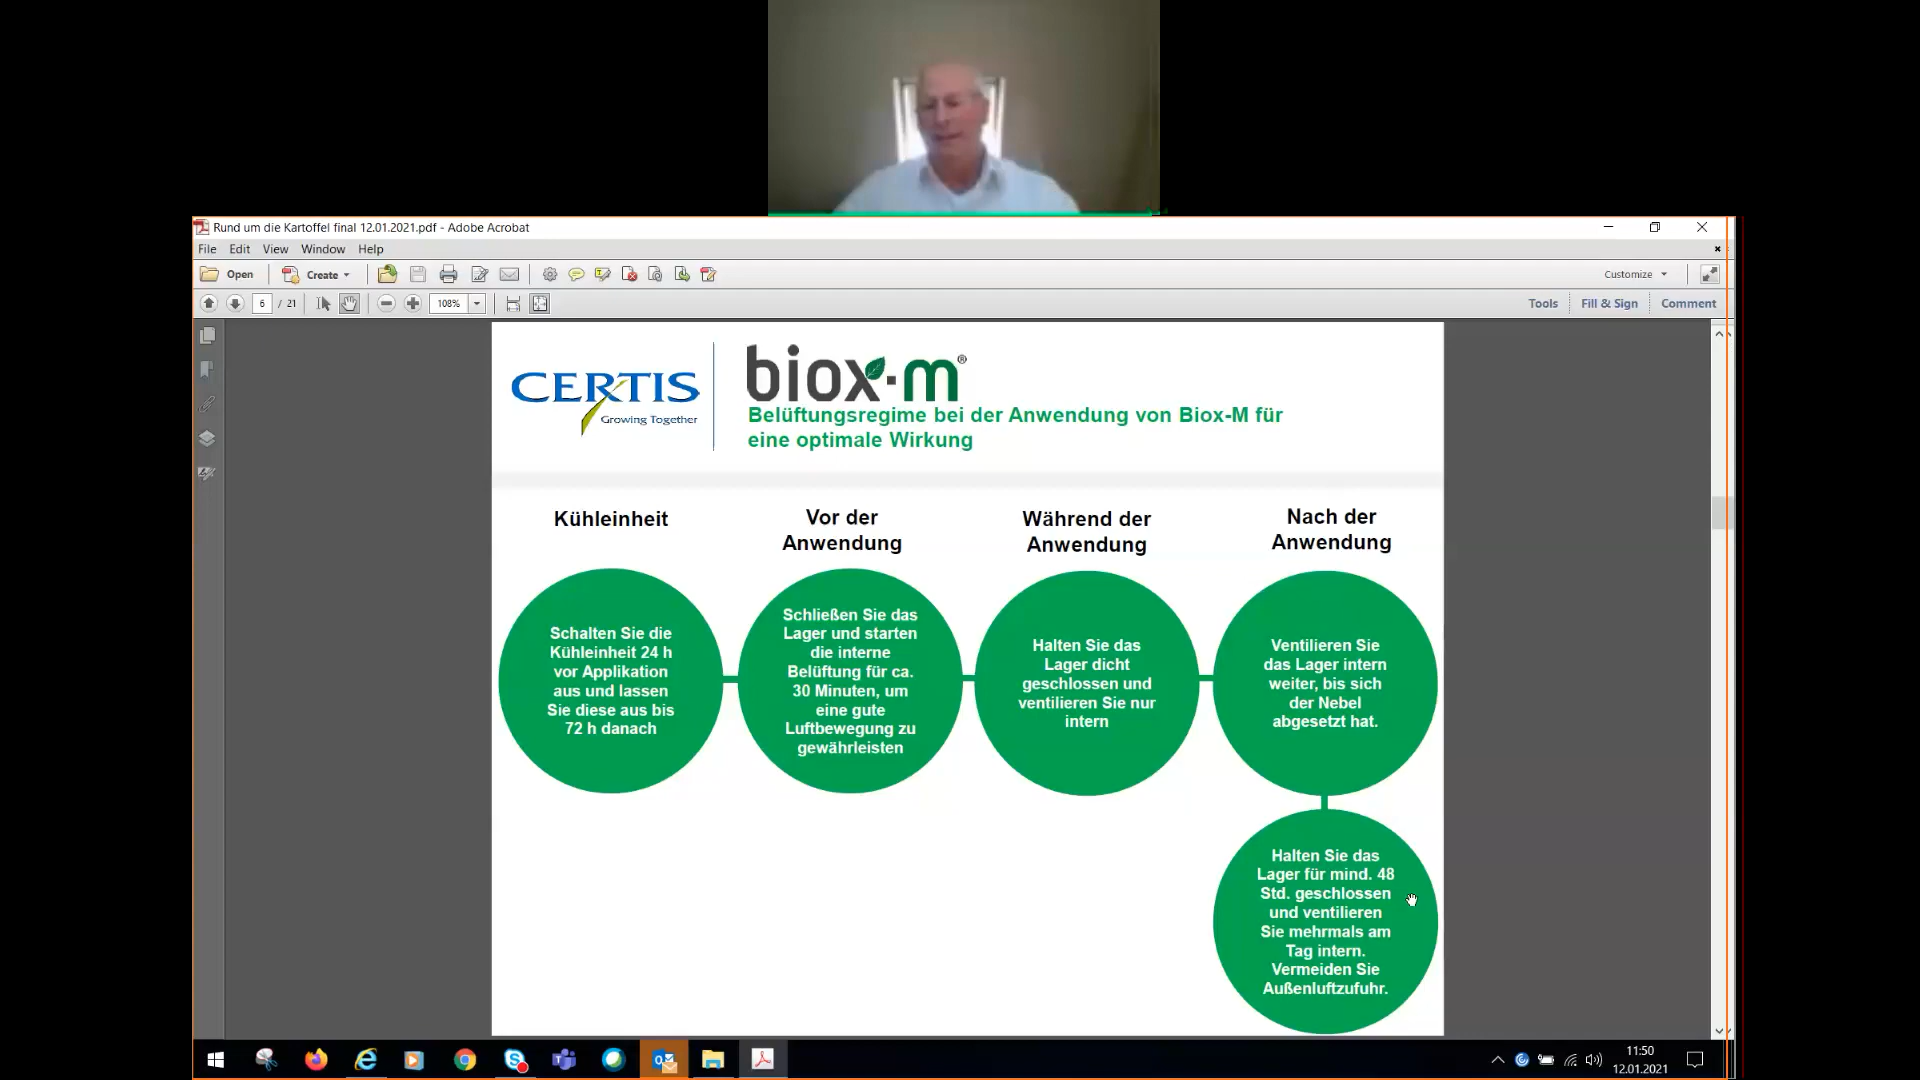 Rund um die Kartoffel final 12.01.2021.pdf - Adobe Acrobat
File Edit View Window Help
Open Create Customize
6 / 21 108% Tools Fill & Sign Comment
CERTIS
Growing Together
biox-m®
Belüftungsregime bei der Anwendung von Biox-M für
eine optimale Wirkung
Kühleinheit
Schalten Sie die
Kühleinheit 24 h
vor Applikation
aus und lassen
Sie diese aus bis
72 h danach
Vor der
Anwendung
Schließen Sie das
Lager und starten
die interne
Belüftung für ca.
30 Minuten, um
eine gute
Luftbewegung zu
gewährleisten
Während der
Anwendung
Halten Sie das
Lager dicht
geschlossen und
ventilieren Sie nur
intern
Nach der
Anwendung
Ventilieren Sie
das Lager intern
weiter, bis sich
der Nebel
abgesetzt hat.
Halten Sie das
Lager für mind. 48
Std. geschlossen
und ventilieren
Sie mehrmals am
Tag intern.
Vermeiden Sie
Außenluftzufuhr.
11:50
12.01.2021